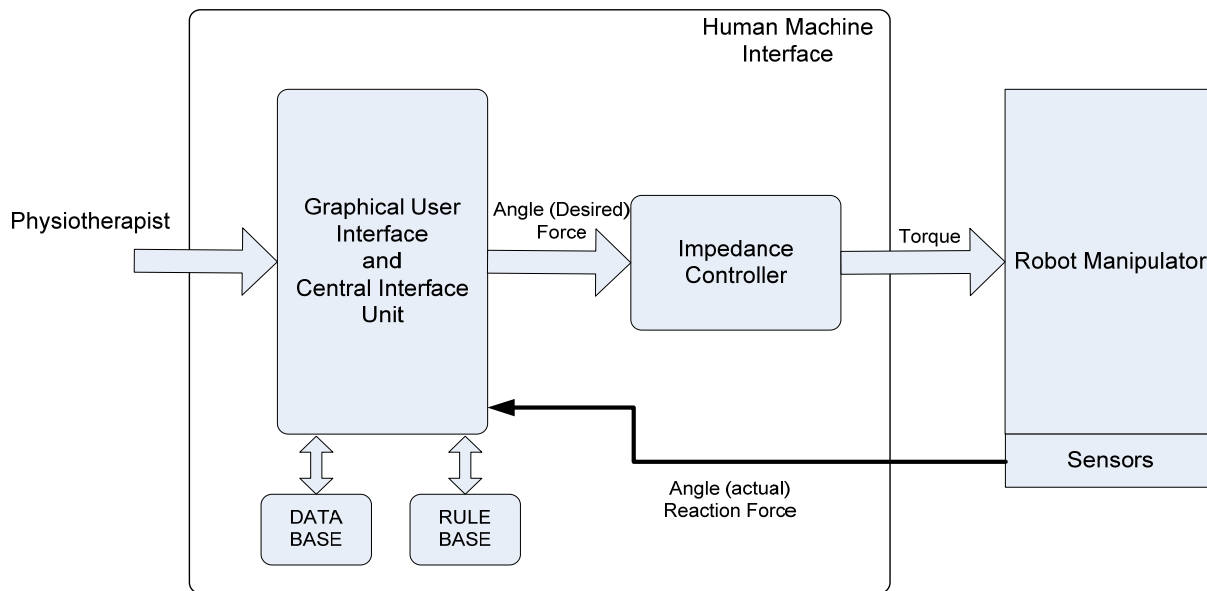 Human Machine
Interface
Physiotherapist
Graphical User
Interface
and
Central Interface
Unit
Angle (Desired)
Force
Impedance
Controller
Torque
Robot Manipulator
Sensors
Angle (actual)
Reaction Force
DATA
BASE
RULE
BASE